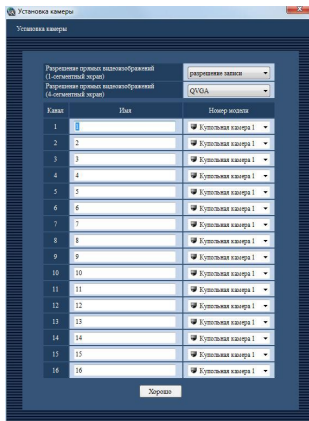 Установка камеры
Установка камеры
Разрешение прямых видеоизображений
(1-сегментный экран)
разрешение записи
Разрешение прямых видеоизображений
(4-сегментный экран)
QVGA
Канал Имя Номер модели
1 1 Купольная камера 1
2 2 Купольная камера 1
3 3 Купольная камера 1
4 4 Купольная камера 1
5 5 Купольная камера 1
6 6 Купольная камера 1
7 7 Купольная камера 1
8 8 Купольная камера 1
9 9 Купольная камера 1
10 10 Купольная камера 1
11 11 Купольная камера 1
12 12 Купольная камера 1
13 13 Купольная камера 1
14 14 Купольная камера 1
15 15 Купольная камера 1
16 16 Купольная камера 1
Хорошо